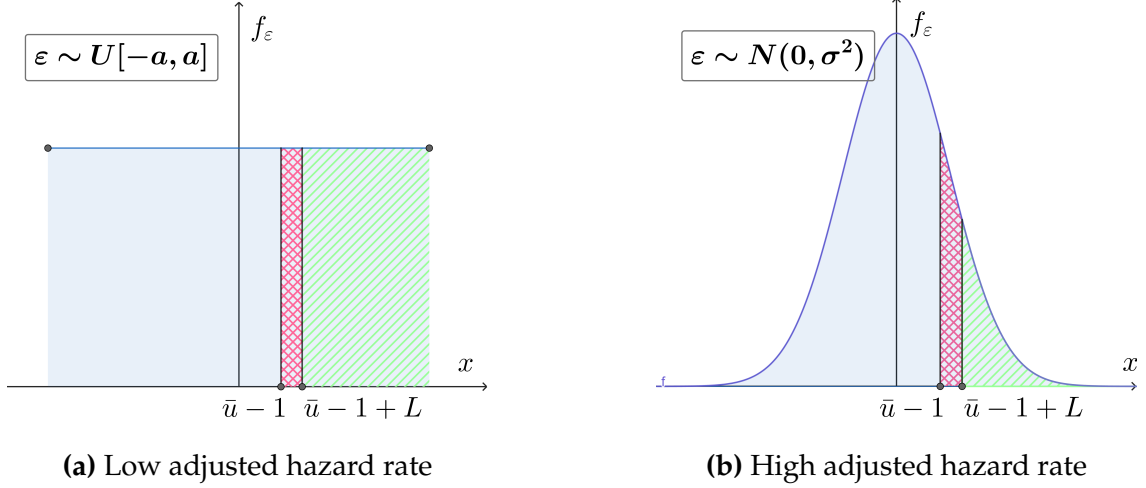 f_ε
ε ∼ U[−a, a]
x
ū − 1
ū − 1 + L
(a) Low adjusted hazard rate
f_ε
ε ∼ N(0, σ²)
f
x
ū − 1
ū − 1 + L
(b) High adjusted hazard rate